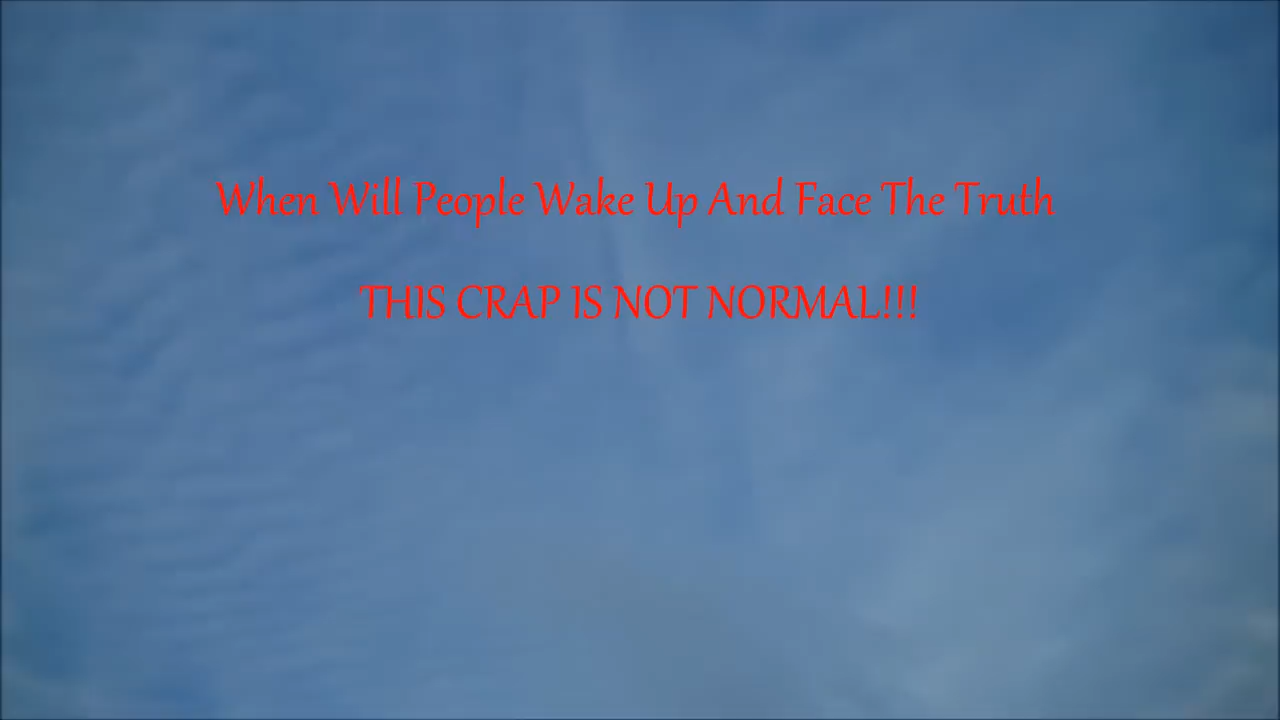 When Will People Wake Up And Face The Truth
THIS CRAP IS NOT NORMAL!!!